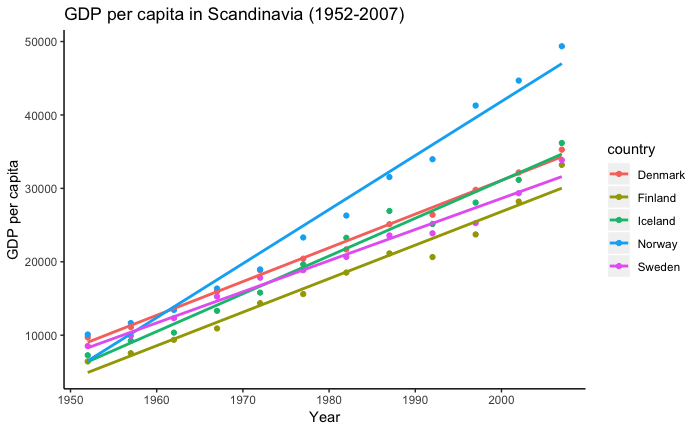 GDP per capita in Scandinavia (1952-2007)
50000
40000
30000
20000
10000
GDP per capita
1950
1960
1970
1980
1990
2000
Year
country
Denmark
Finland
Iceland
Norway
Sweden